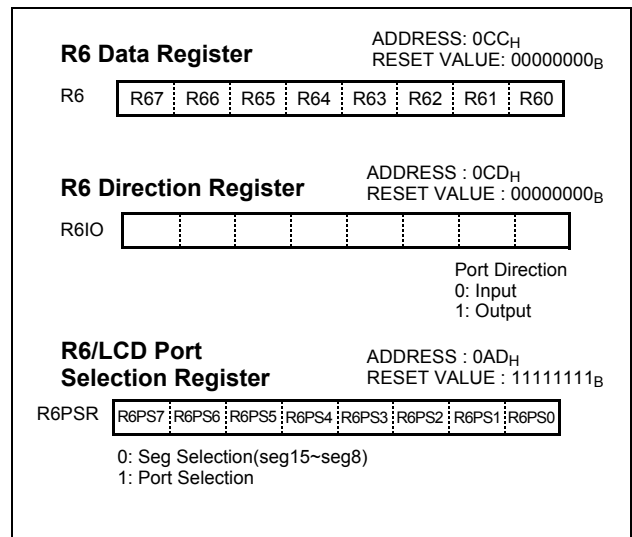 R6 Data Register
ADDRESS: 0CCH
RESET VALUE: 00000000B
R6
R67 R66 R65 R64 R63 R62 R61 R60
R6 Direction Register
ADDRESS : 0CDH
RESET VALUE : 00000000B
R6IO
Port Direction
0: Input
1: Output
R6/LCD Port
Selection Register
ADDRESS : 0ADH
RESET VALUE : 11111111B
R6PSR
R6PS7 R6PS6 R6PS5 R6PS4 R6PS3 R6PS2 R6PS1 R6PS0
0: Seg Selection(seg15~seg8)
1: Port Selection